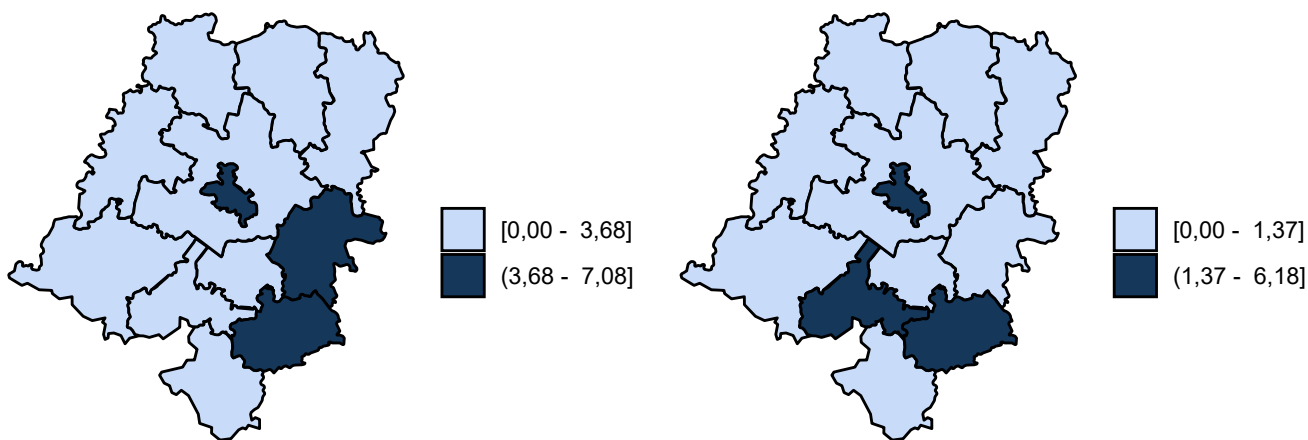 [0,00 - 3,68]
(3,68 - 7,08]
[0,00 - 1,37]
(1,37 - 6,18]